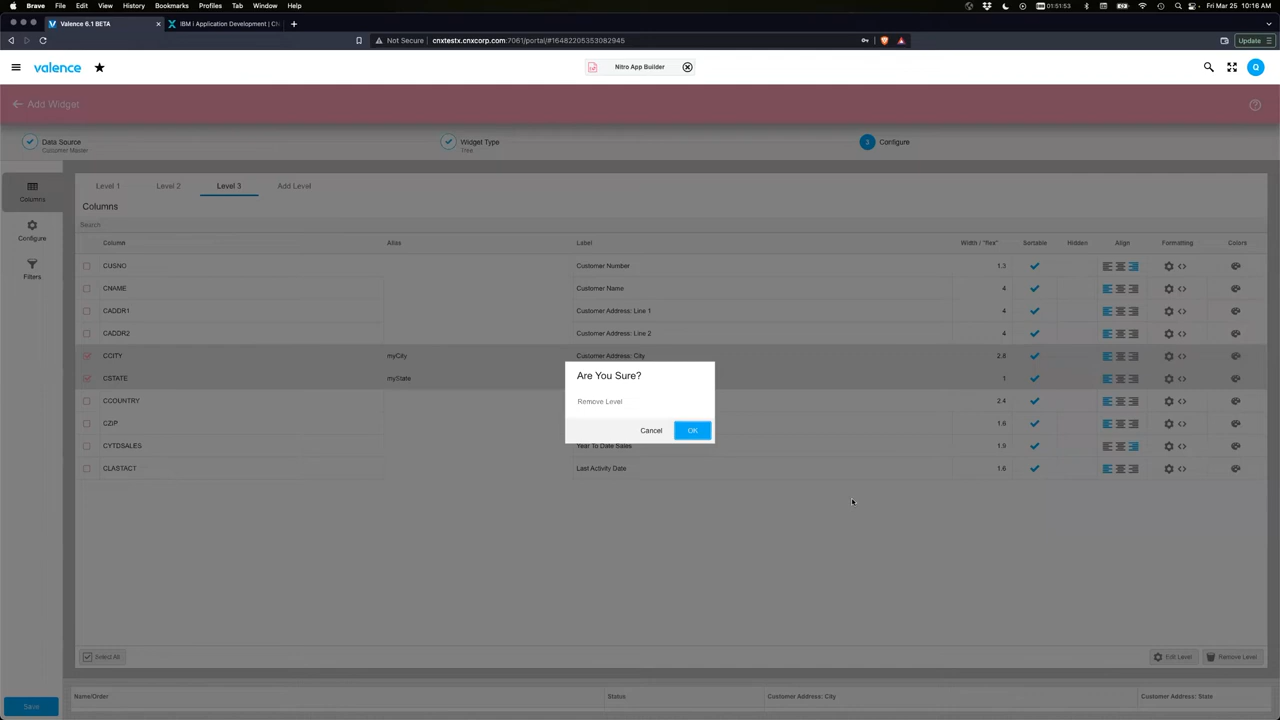 Brave File Edit View History Bookmarks Profiles Tab Window Help 01:51:53 Fri Mar 25 10:16 AM
Valence 6.1 BETA IBM i Application Development | CN
Not Secure cnxtestx.cnxcorp.com:7061/portal/#16482205353082945 Update
valence Nitro App Builder Q
Add Widget
Data Source Widget Type 3 Configure
Customer Master Tree
Columns
Configure
Filters
Level 1 Level 2 Level 3 Add Level
Columns
Search
Column Alias Label Width / "flex" Sortable Hidden Align Formatting Colors
CUSNO Customer Number 1.3
CNAME Customer Name 4
CADDR1 Customer Address: Line 1 4
CADDR2 Customer Address: Line 2 4
CCITY myCity Customer Address: City 2.8
CSTATE myState 1
CCOUNTRY 2.4
CZIP 1.6
CYTDSALES Year To Date Sales 1.9
CLASTACT Last Activity Date 1.6
Are You Sure?
Remove Level
Cancel OK
Select All Edit Level Remove Level
Name/Order Status Customer Address: City Customer Address: State
Save